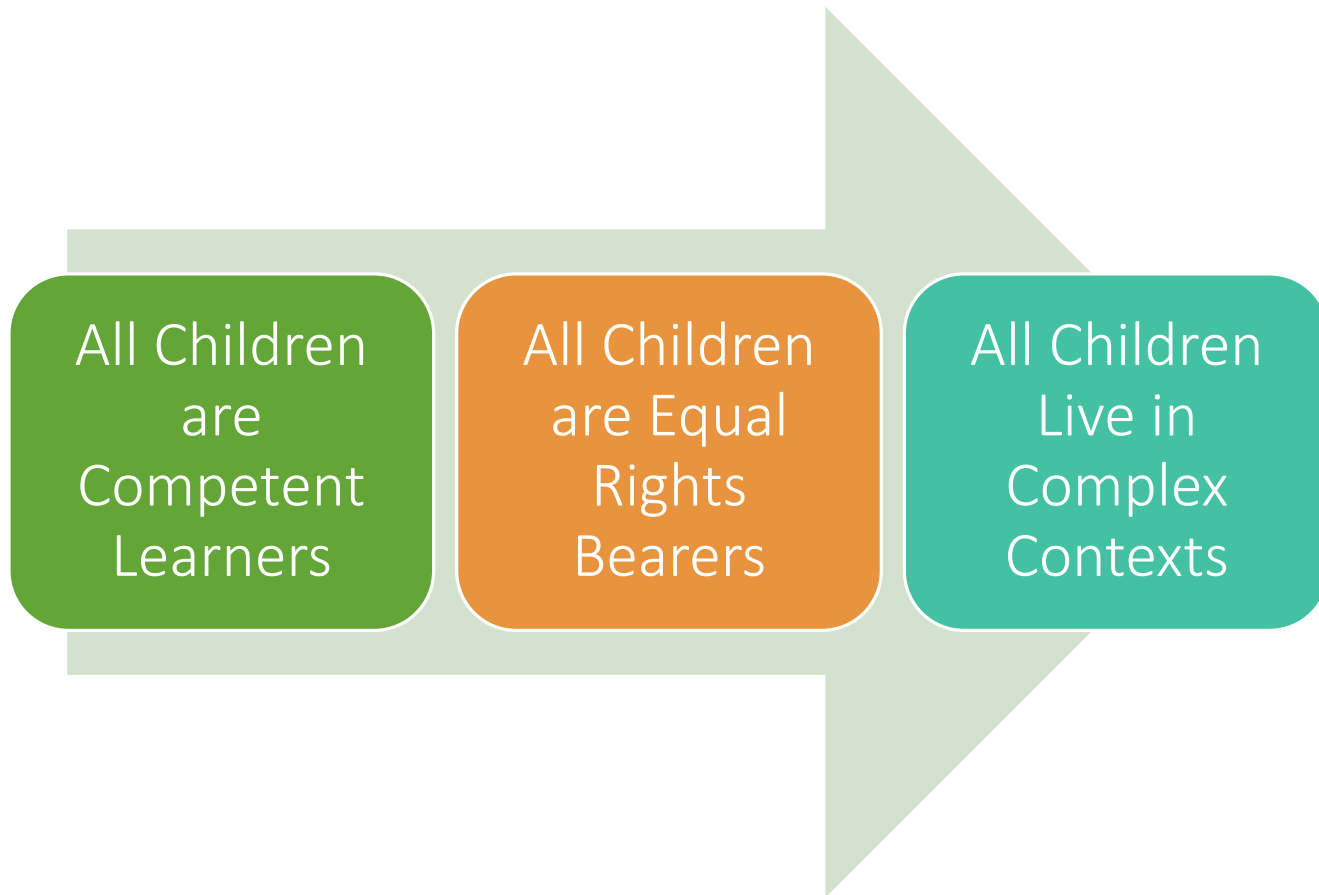 All Children
are
Competent
Learners
All Children
are Equal
Rights
Bearers
All Children
Live in
Complex
Contexts